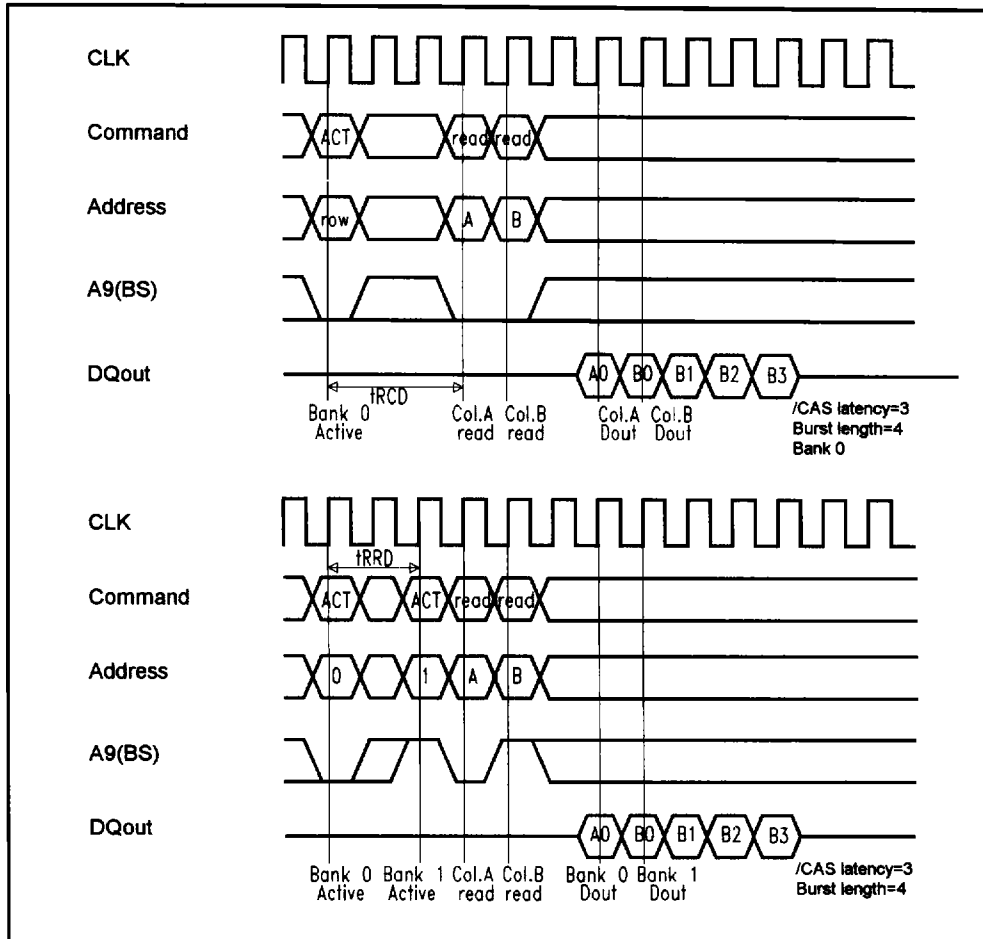 CLK
Command ACT read read
Address row A B
A9(BS)
DQout A0 B0 B1 B2 B3
tRCD
Bank 0 Col.A Col.B Col.A Col.B
Active read read Dout Dout
/CAS latency=3
Burst length=4
Bank 0
CLK
tRRD
Command ACT ACT read read
Address 0 1 A B
A9(BS)
DQout A0 B0 B1 B2 B3
Bank 0 Bank 1 Col.A Col.B Bank 0 Bank 1
Active Active read read Dout Dout
/CAS latency=3
Burst length=4